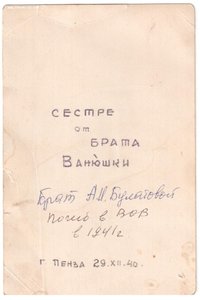 СЕСТРЕ
от
БРАТА
ВАНЮШКИ
Брат А.И. Булатовой
Погиб в ВОВ
в 1941 г
Г. ПЕНЗА 29.XII.40.